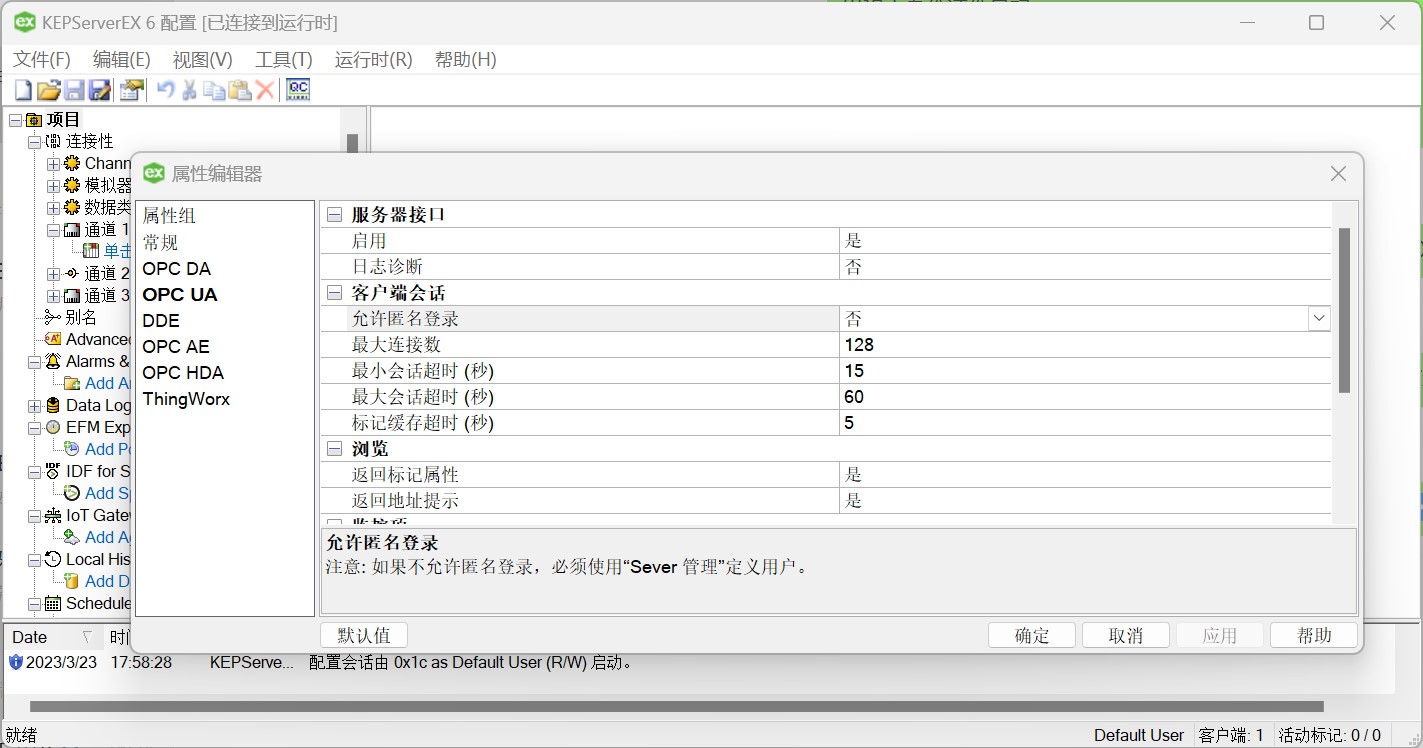 KEPServerEX 6 配置 [已连接到运行时]
文件(F) 编辑(E) 视图(V) 工具(T) 运行时(R) 帮助(H)
项目
连接性
Chann
模拟器
数据类
通道 1
单击
通道 2
通道 3
别名
Advanced
Alarms &
Add A
Data Log
EFM Exp
Add Po
IDF for S
Add Sp
IoT Gate
Add A
Local His
Add D
Schedule
属性编辑器
属性组
常规
OPC DA
OPC UA
DDE
OPC AE
OPC HDA
ThingWorx
服务器接口
启用 是
日志诊断 否
客户端会话
允许匿名登录 否
最大连接数 128
最小会话超时 (秒) 15
最大会话超时 (秒) 60
标记缓存超时 (秒) 5
浏览
返回标记属性 是
返回地址提示 是
允许匿名登录
注意: 如果不允许匿名登录，必须使用“Sever 管理”定义用户。
默认值 确定 取消 应用 帮助
Date 时间
2023/3/23 17:58:28 KEPServe... 配置会话由 0x1c as Default User (R/W) 启动。
就绪 Default User 客户端: 1 活动标记: 0 / 0